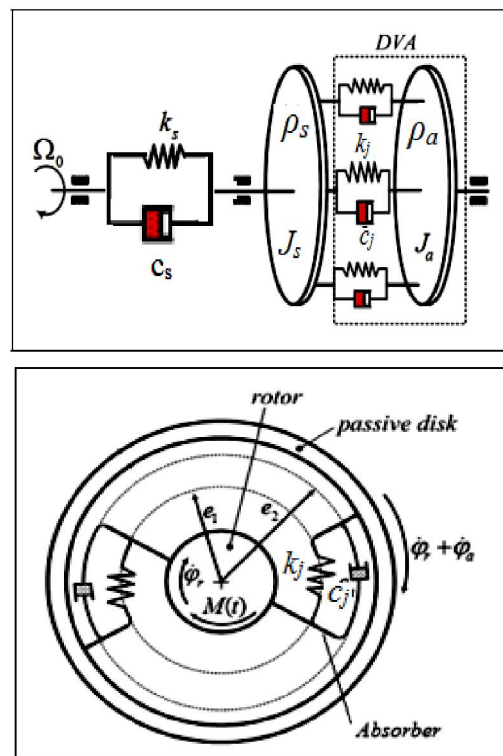 DVA
kₛ
Ω₀
ρₛ
ρₐ
kⱼ
cⱼ
Jₛ
Jₐ
cₛ
rotor
passive disk
e₁
e₂
φ̇ᵣ
kⱼ
cⱼ
φ̇ᵣ + φ̇ₐ
M(t)
Absorber